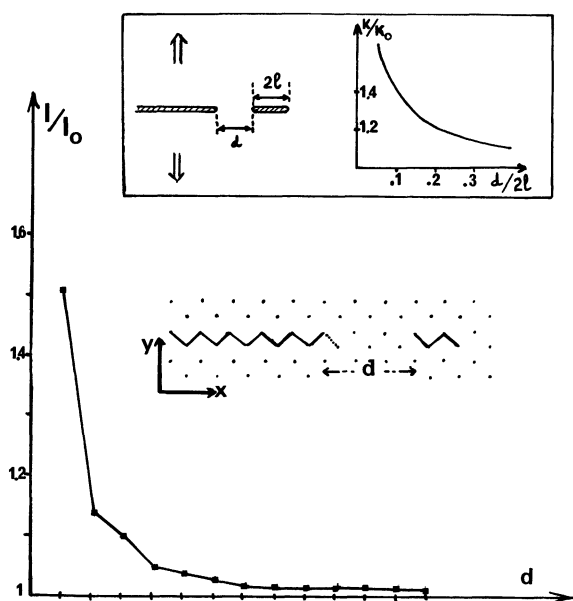 K/K₀
1,4
1,2
.1 .2 .3 d/2l
2l
d
I/I₀
1,6
1,4
1,2
1
y
x
d
d